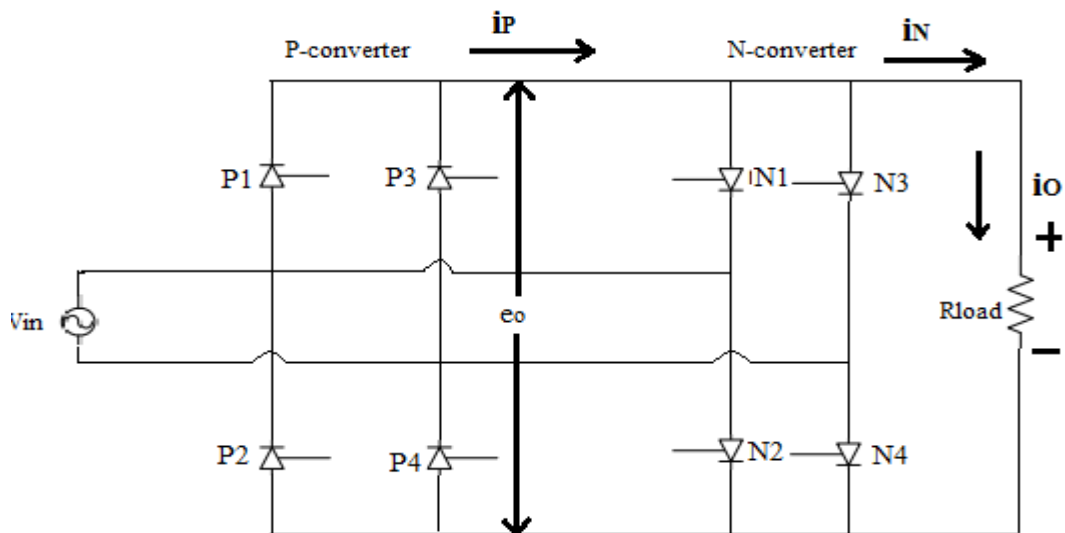 iP
iN
P-converter
N-converter
P1
P3
N1
N3
iO
+
Vin
eo
Rload
−
P2
P4
N2
N4